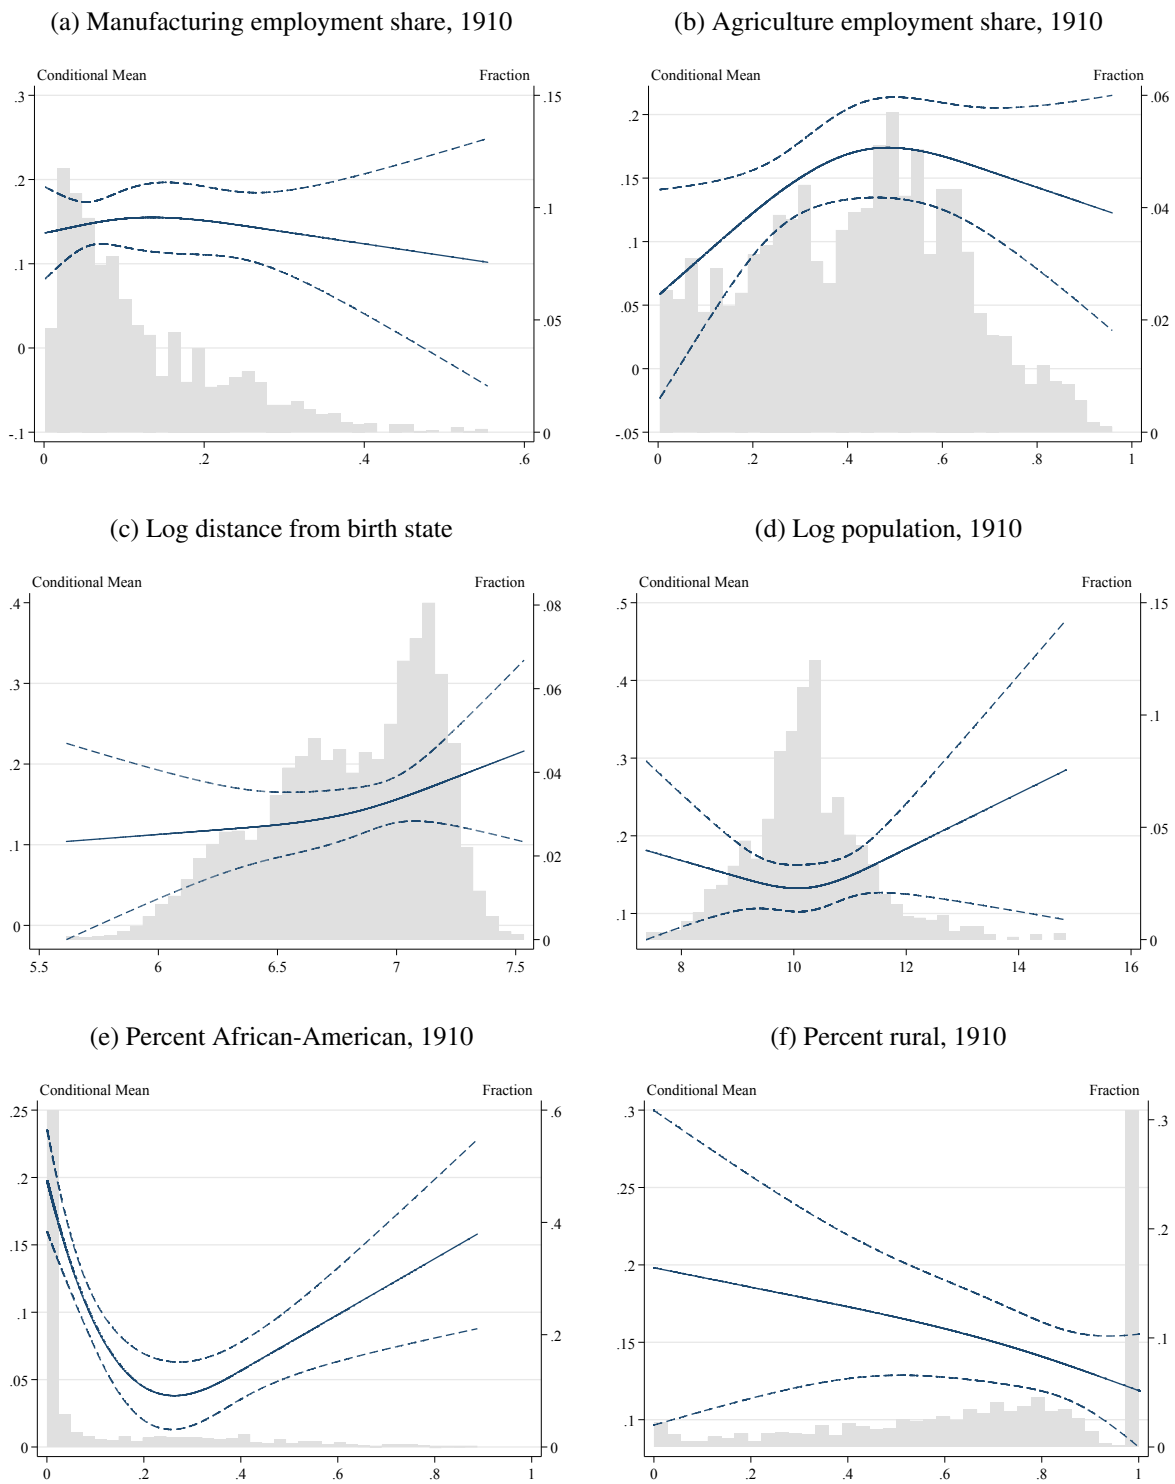 (a) Manufacturing employment share, 1910
Conditional Mean Fraction
.3 .15
.2
.1 .1
.05
0
-.1 0
0 .2 .4 .6
(b) Agriculture employment share, 1910
Conditional Mean Fraction
.06
.2
.15
.04
.1
.05
.02
0
-.05 0
0 .2 .4 .6 .8 1
(c) Log distance from birth state
Conditional Mean Fraction
.4 .08
.3
.06
.2 .04
.1
.02
0 0
5.5 6 6.5 7 7.5
(d) Log population, 1910
Conditional Mean Fraction
.5 .15
.4
.1
.3
.2
.05
.1
0
8 10 12 14 16
(e) Percent African-American, 1910
Conditional Mean Fraction
.25 .6
.2
.4
.15
.1
.2
.05
0 0
0 .2 .4 .6 .8 1
(f) Percent rural, 1910
Conditional Mean Fraction
.3 .3
.25
.2 .2
.15
.1
.1
0
0 .2 .4 .6 .8 1